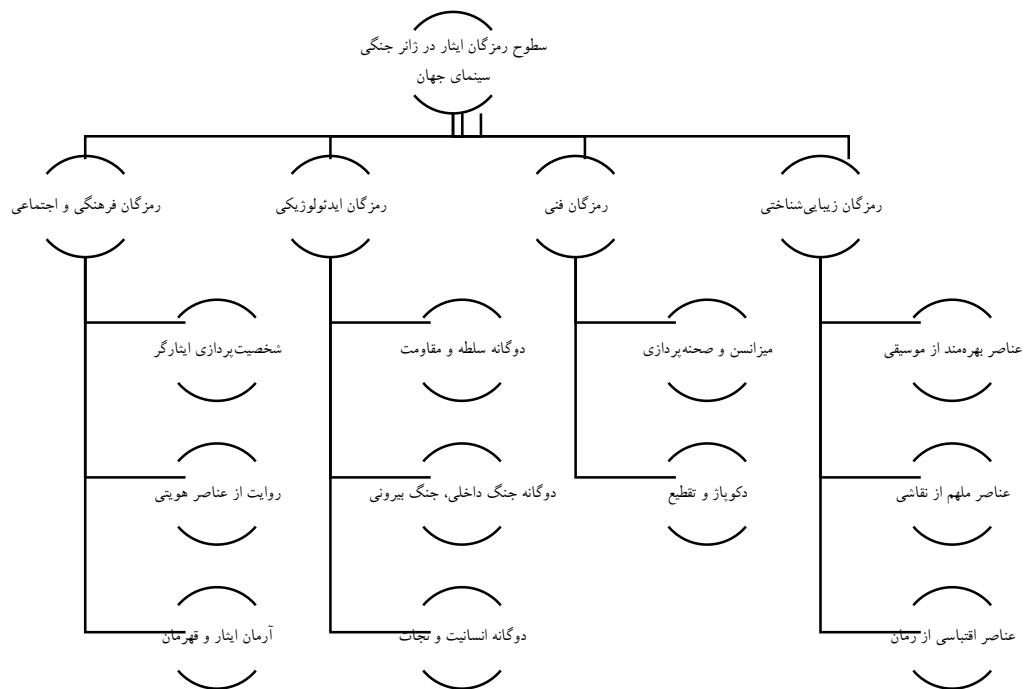 سطوح رمزگان ایثار در ژانر جنگی
سینمای جهان
رمزگان زیبایی‌شناختی
رمزگان فنی
رمزگان ایدئولوژیکی
رمزگان فرهنگی و اجتماعی
عناصر بهره‌مند از موسیقی
میزانسن و صحنه‌پردازی
دوگانه سلطه و مقاومت
شخصیت‌پردازی ایثارگر
عناصر ملهم از نقاشی
دکوپاژ و تقطیع
دوگانه جنگ داخلی، جنگ بیرونی
روایت از عناصر هویتی
عناصر اقتباسی از رمان
دوگانه انسانیت و نجات
آرمان ایثار و قهرمان